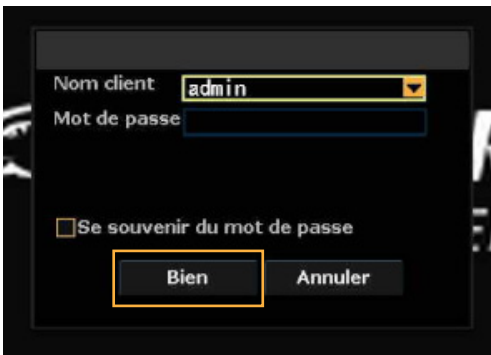 Nom client admin
Mot de passe
Se souvenir du mot de passe
Bien Annuler